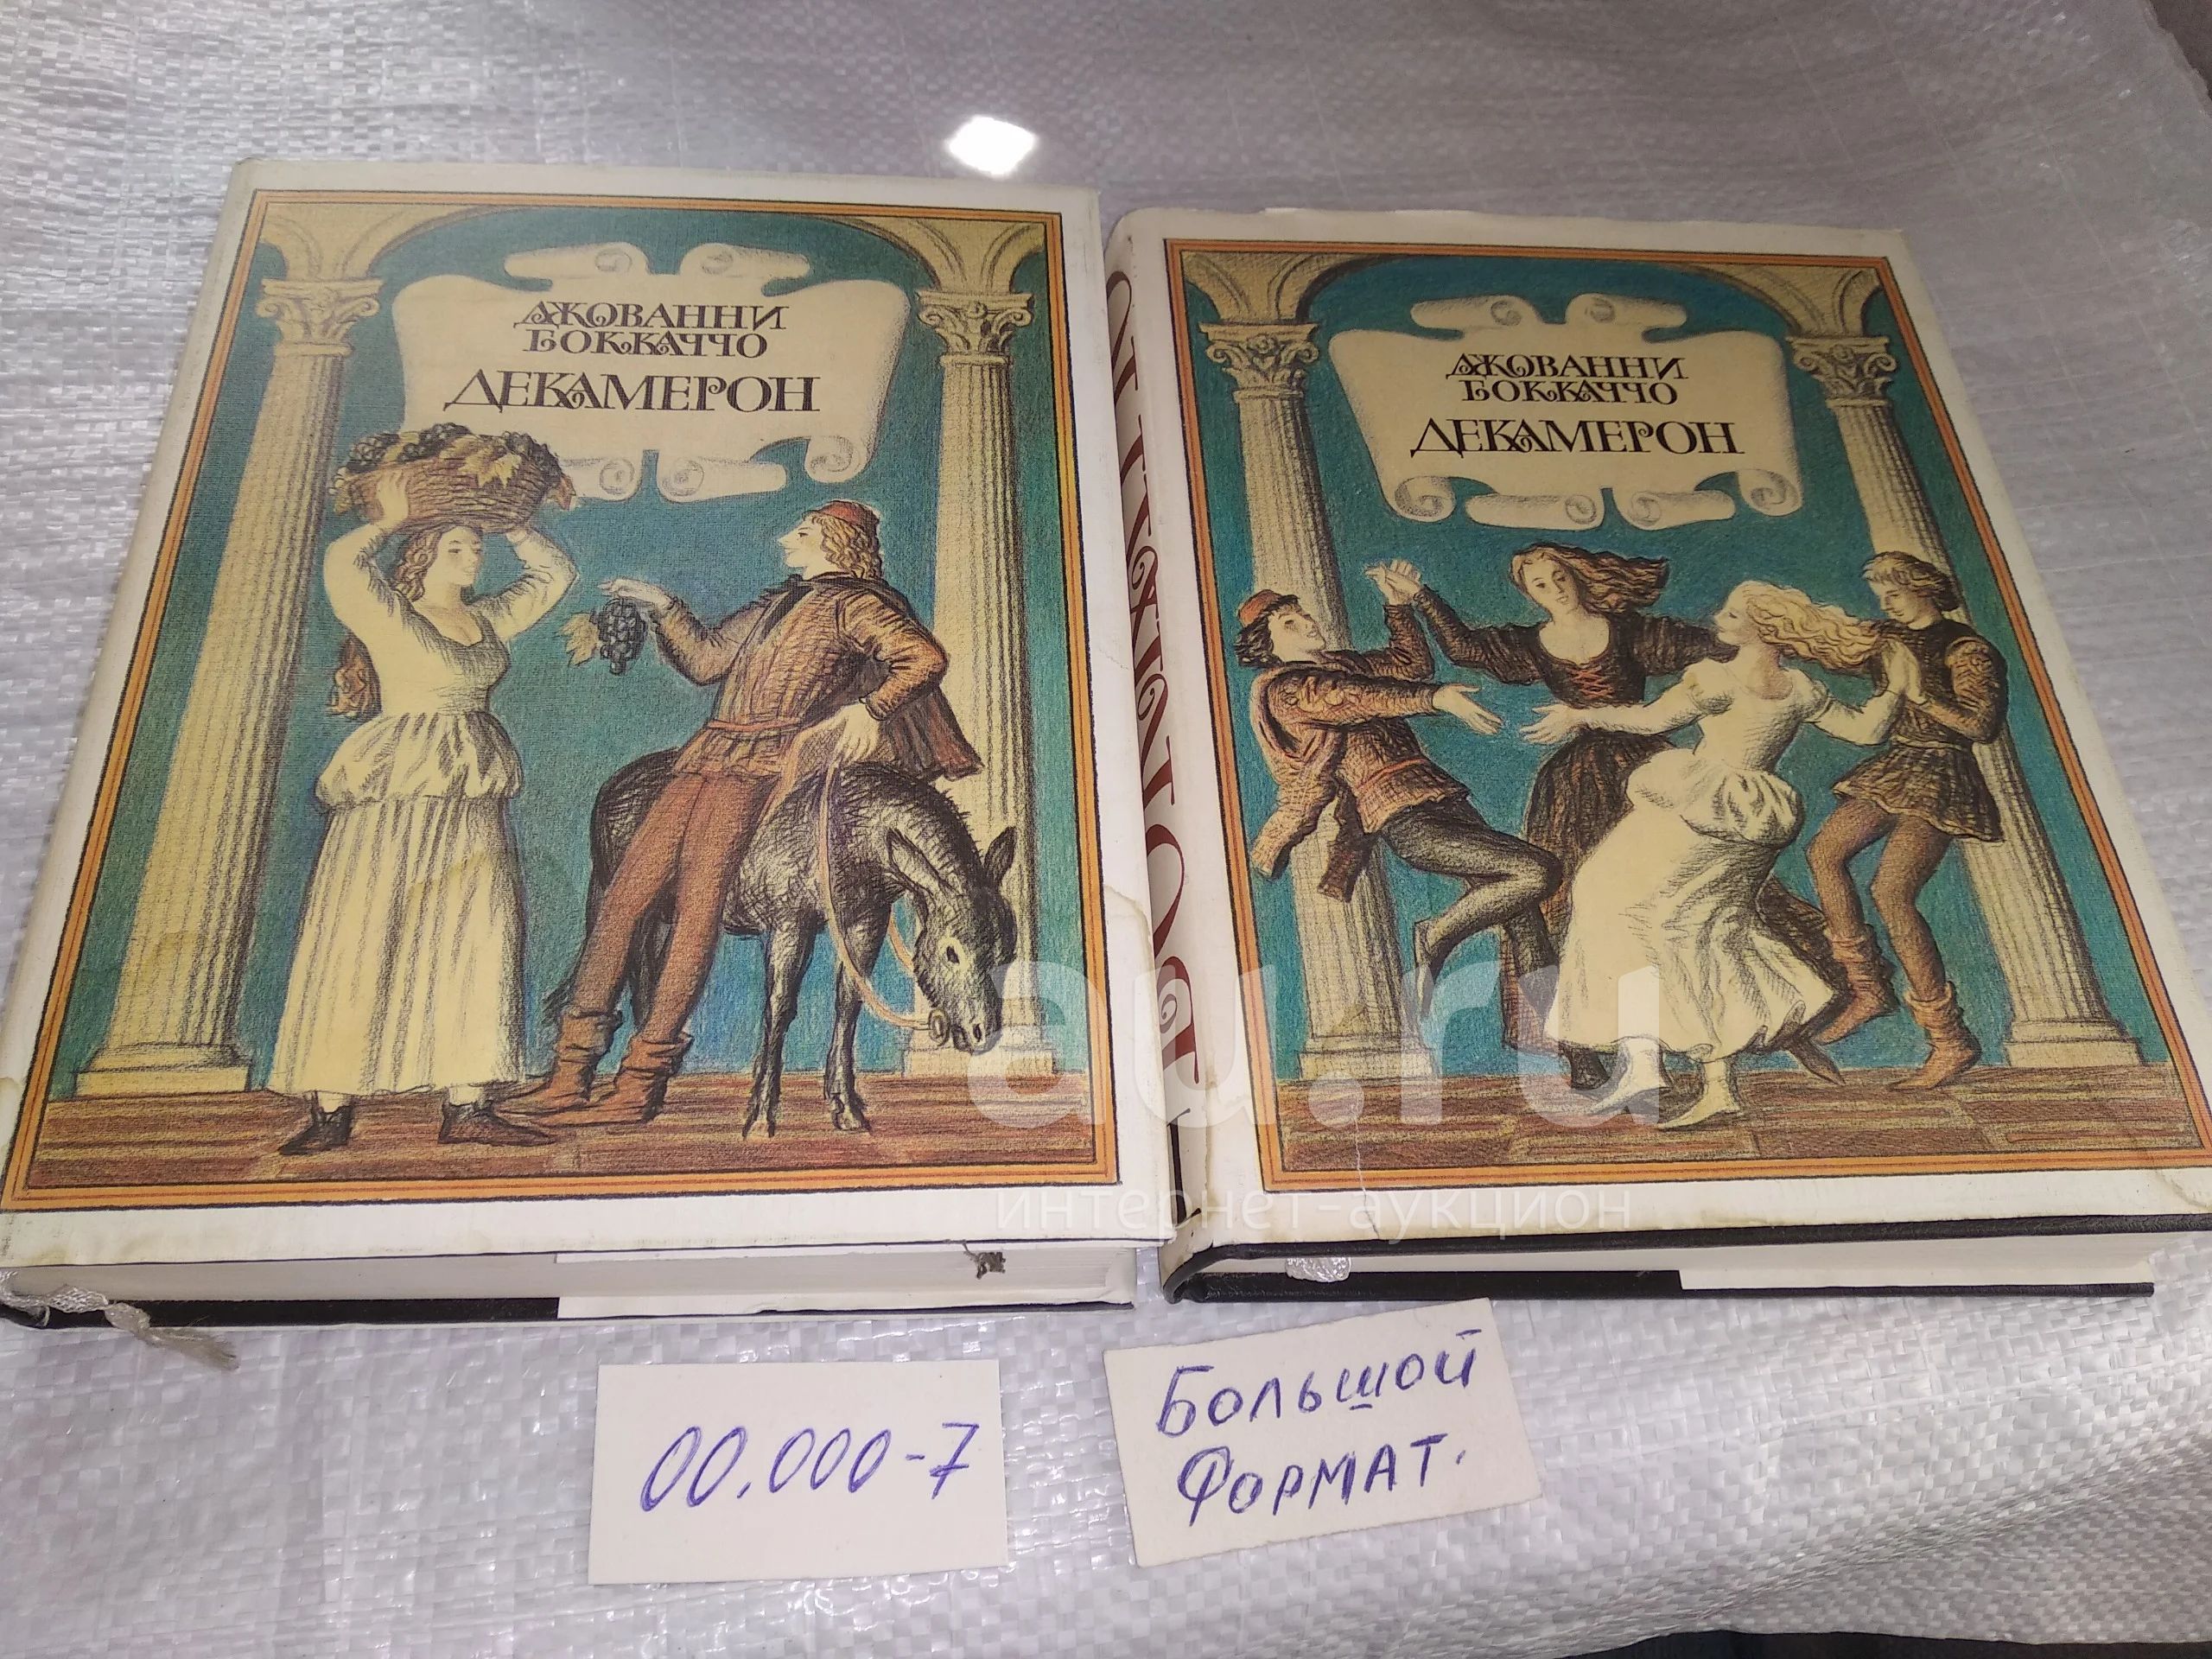 ДЖОВАННИ
БОККАЧЧО
ДЕКАМЕРОН
ДЖОВАННИ
БОККАЧЧО
ДЕКАМЕРОН
au.ru
интернет-аукцион
00.000-7
БОЛЬШОЙ
ФОРМАТ.